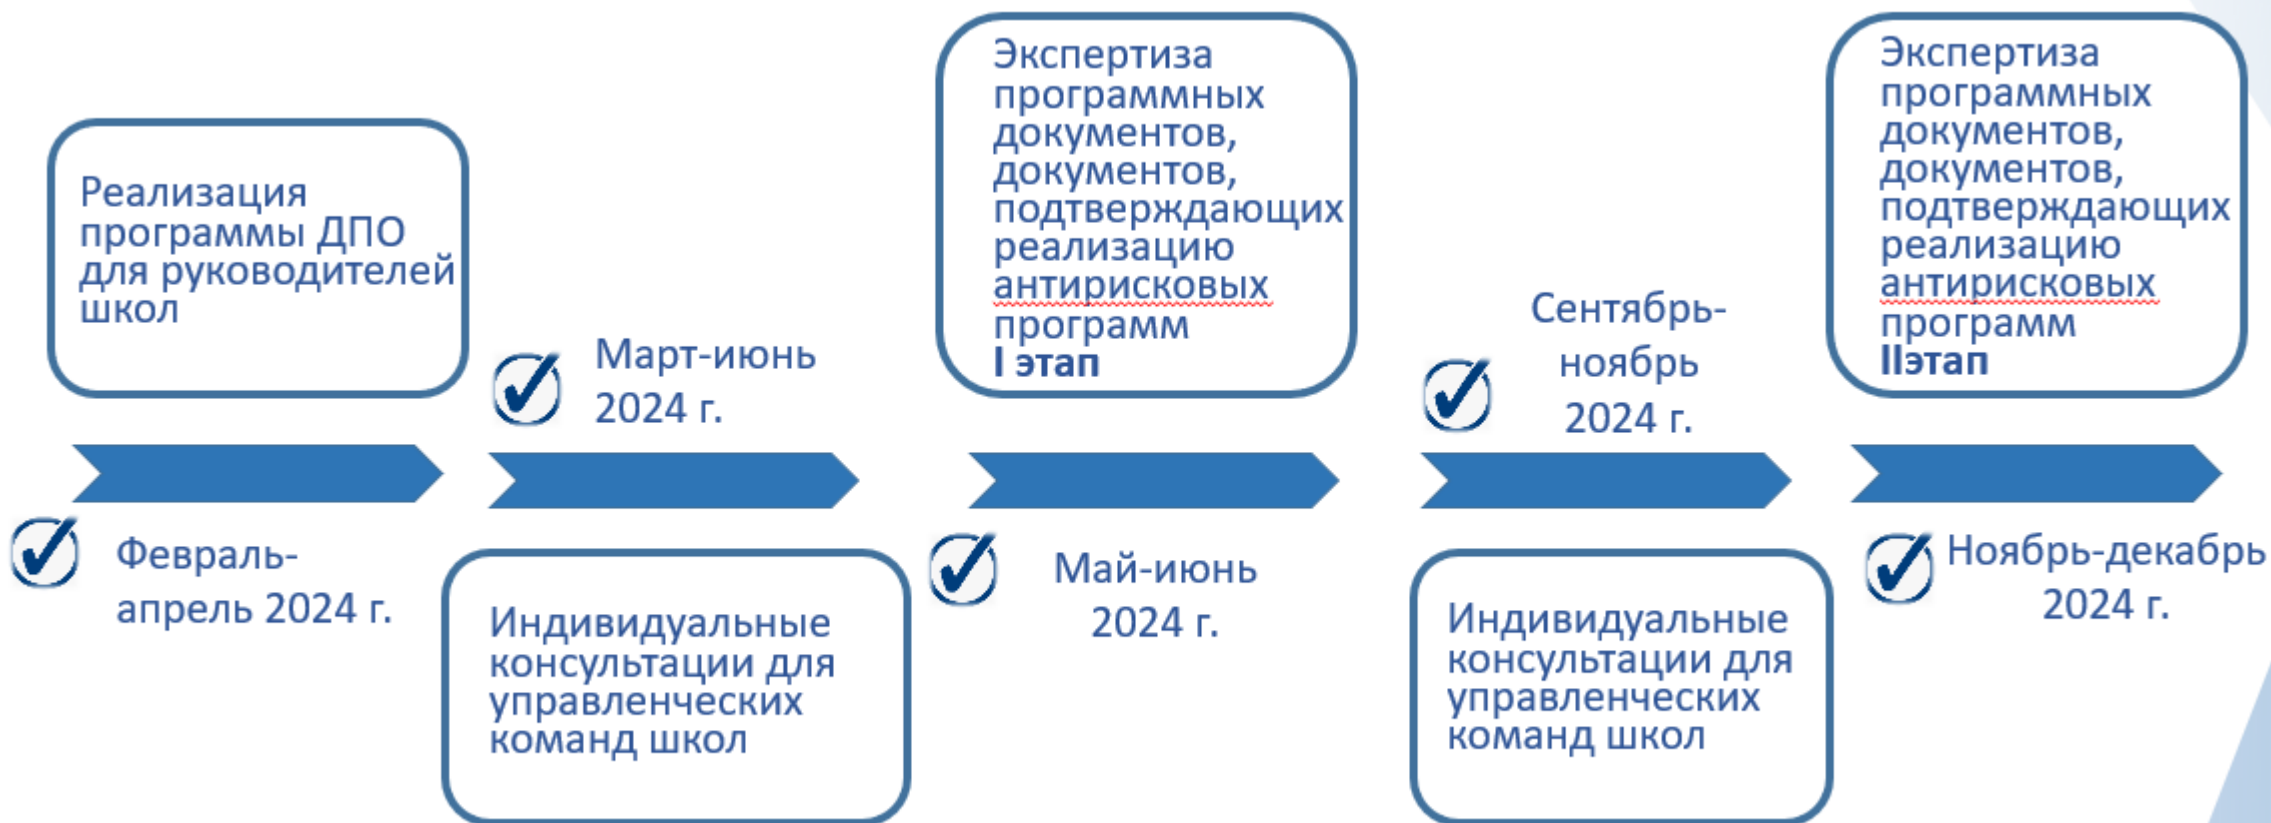 Реализация
программы ДПО
для руководителей
школ
Февраль-
апрель 2024 г.
Март-июнь
2024 г.
Индивидуальные
консультации для
управленческих
команд школ
Экспертиза
программных
документов,
документов,
подтверждающих
реализацию
антирисковых
программ
I этап
Май-июнь
2024 г.
Сентябрь-
ноябрь
2024 г.
Индивидуальные
консультации для
управленческих
команд школ
Экспертиза
программных
документов,
документов,
подтверждающих
реализацию
антирисковых
программ
IIэтап
Ноябрь-декабрь
2024 г.